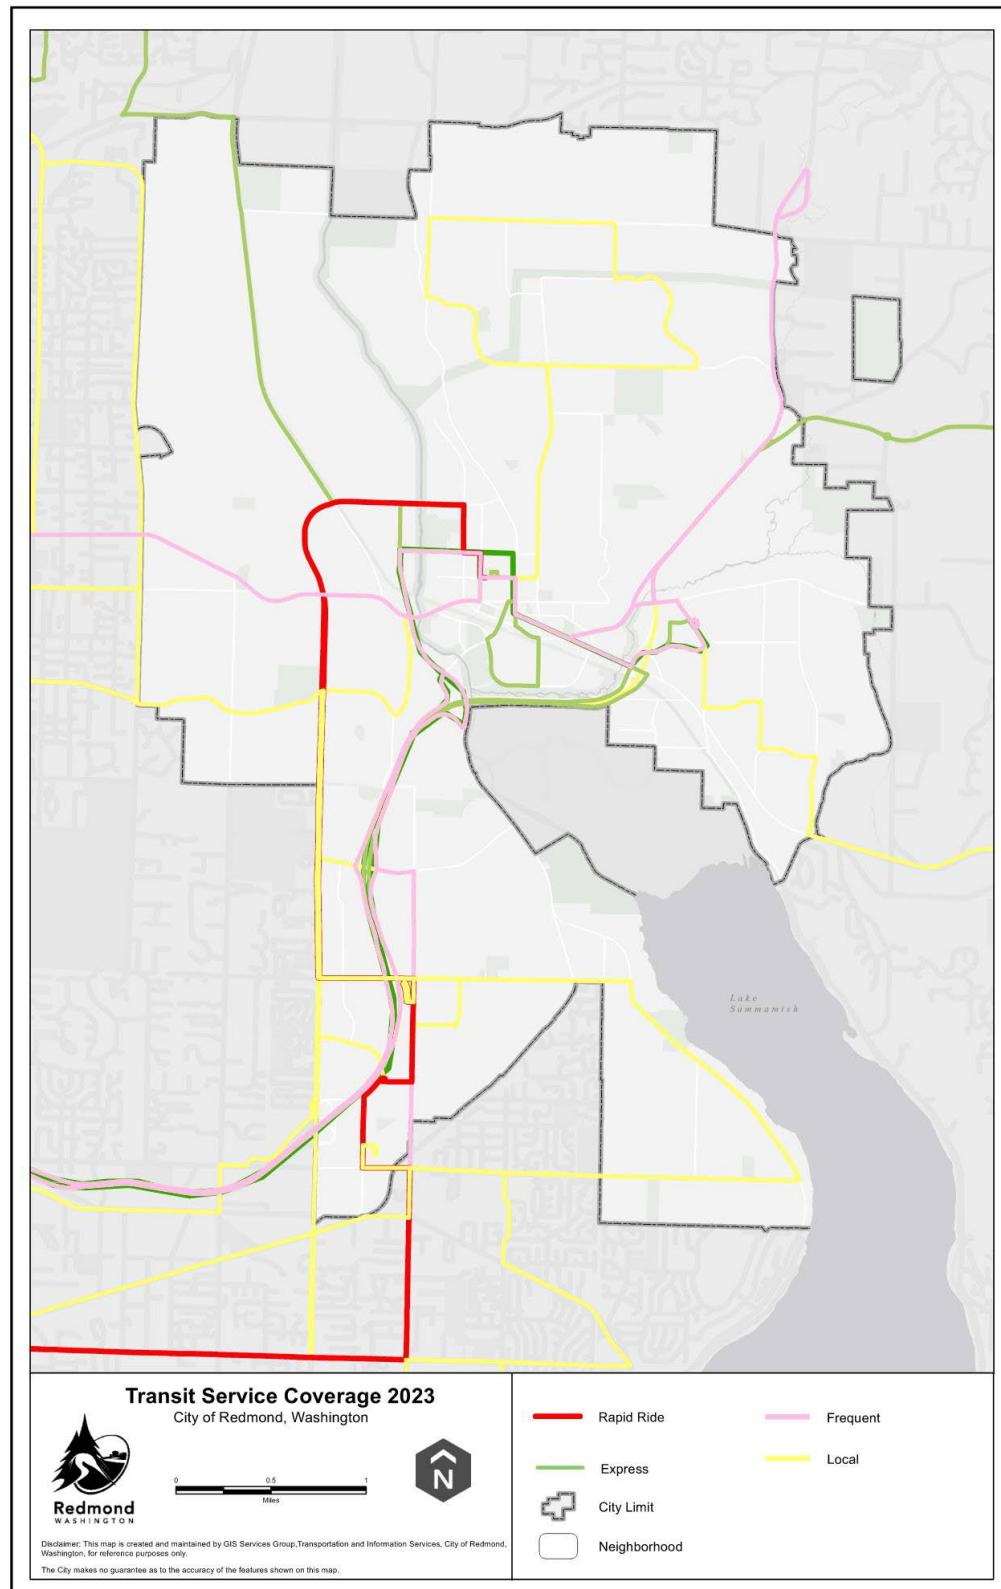 Lake
Sammamish
Transit Service Coverage 2023
City of Redmond, Washington
Redmond
WASHINGTON
0
0.5
1
Miles
N
Disclaimer: This map is created and maintained by GIS Services Group,Transportation and Information Services, City of Redmond,
Washington, for reference purposes only.
The City makes no guarantee as to the accuracy of the features shown on this map.
Rapid Ride
Frequent
Express
Local
City Limit
Neighborhood